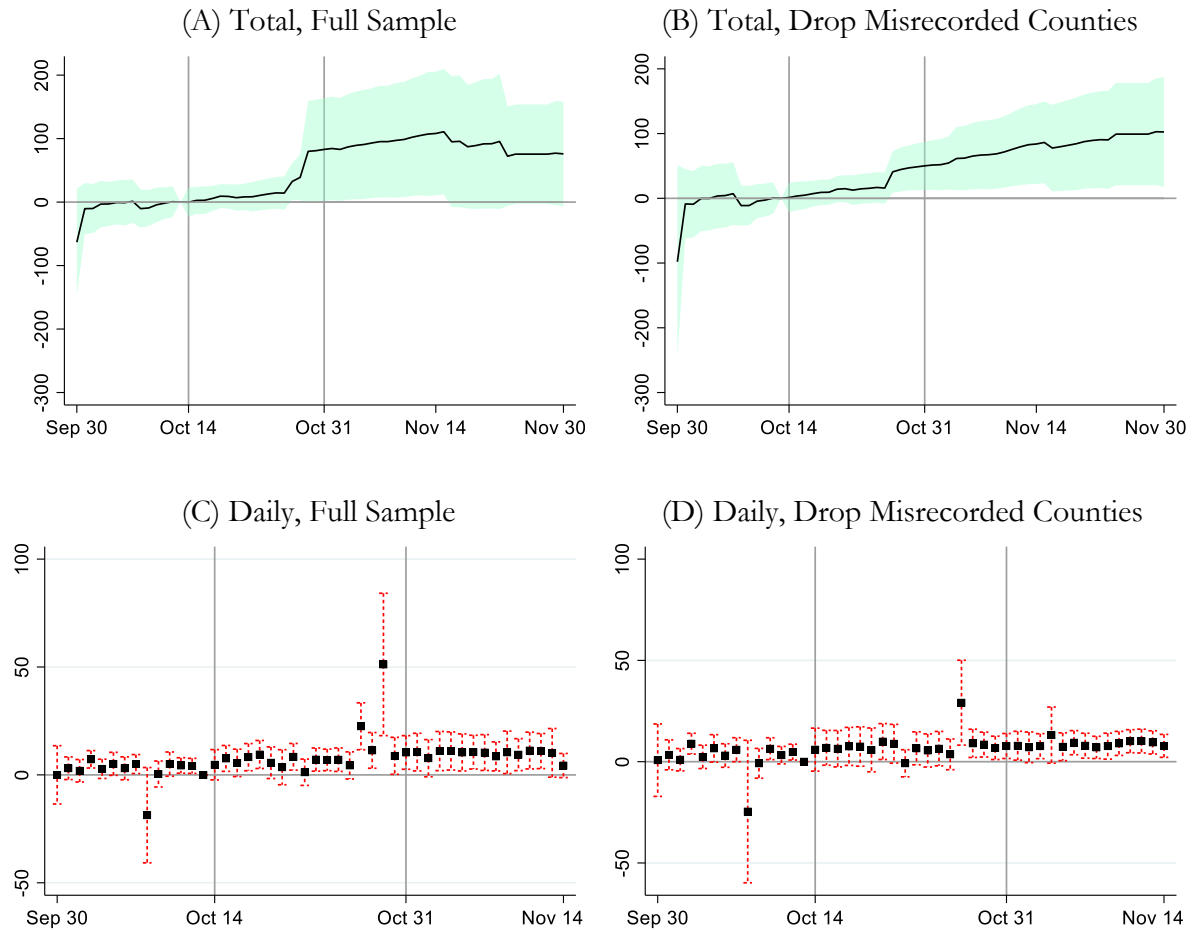 (A) Total, Full Sample
200
100
0
-100
-200
-300
Sep 30 Oct 14 Oct 31 Nov 14 Nov 30
(B) Total, Drop Misrecorded Counties
200
100
0
-100
-200
-300
Sep 30 Oct 14 Oct 31 Nov 14 Nov 30
(C) Daily, Full Sample
100
50
0
-50
Sep 30 Oct 14 Oct 31 Nov 14
(D) Daily, Drop Misrecorded Counties
100
50
0
-50
Sep 30 Oct 14 Oct 31 Nov 14